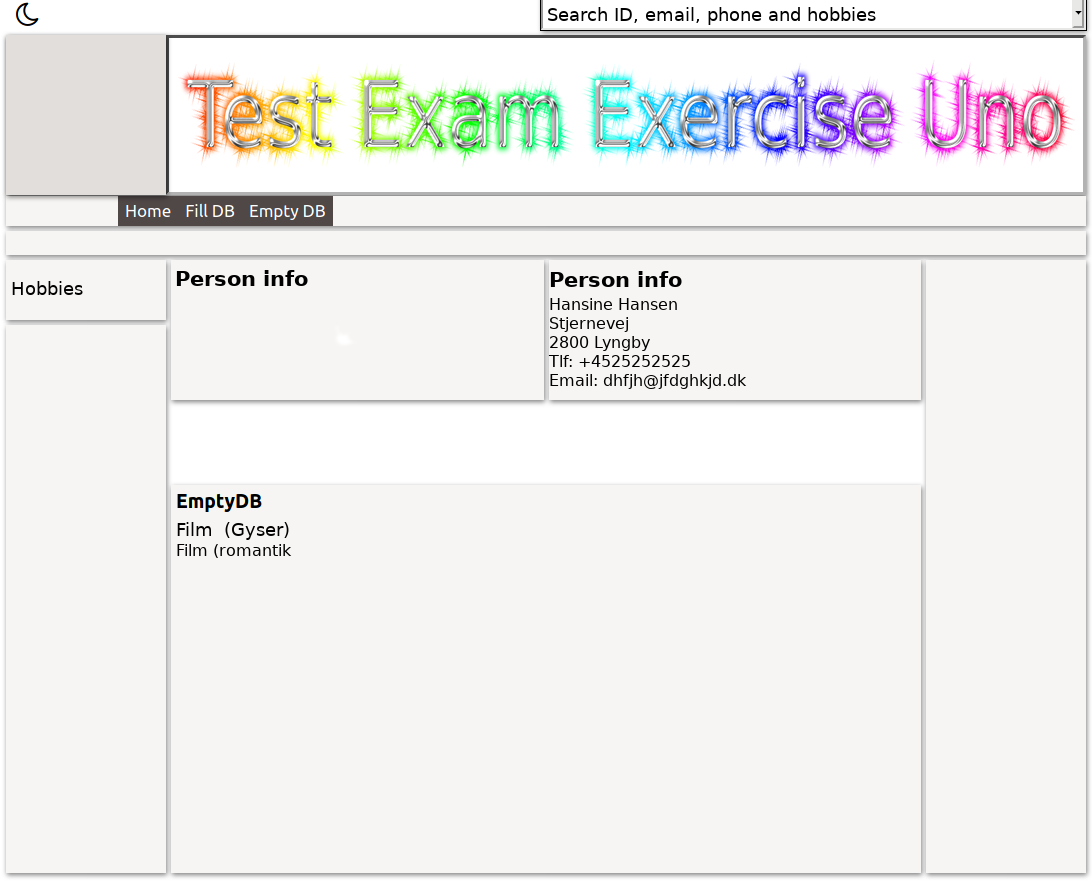 Search ID, email, phone and hobbies
Test Exam Exercise Uno
Home Fill DB Empty DB
Hobbies
Person info
Person info
Hansine Hansen
Stjernevej
2800 Lyngby
Tlf: +4525252525
Email: dhfjh@jfdghkjd.dk
EmptyDB
Film (Gyser)
Film (romantik